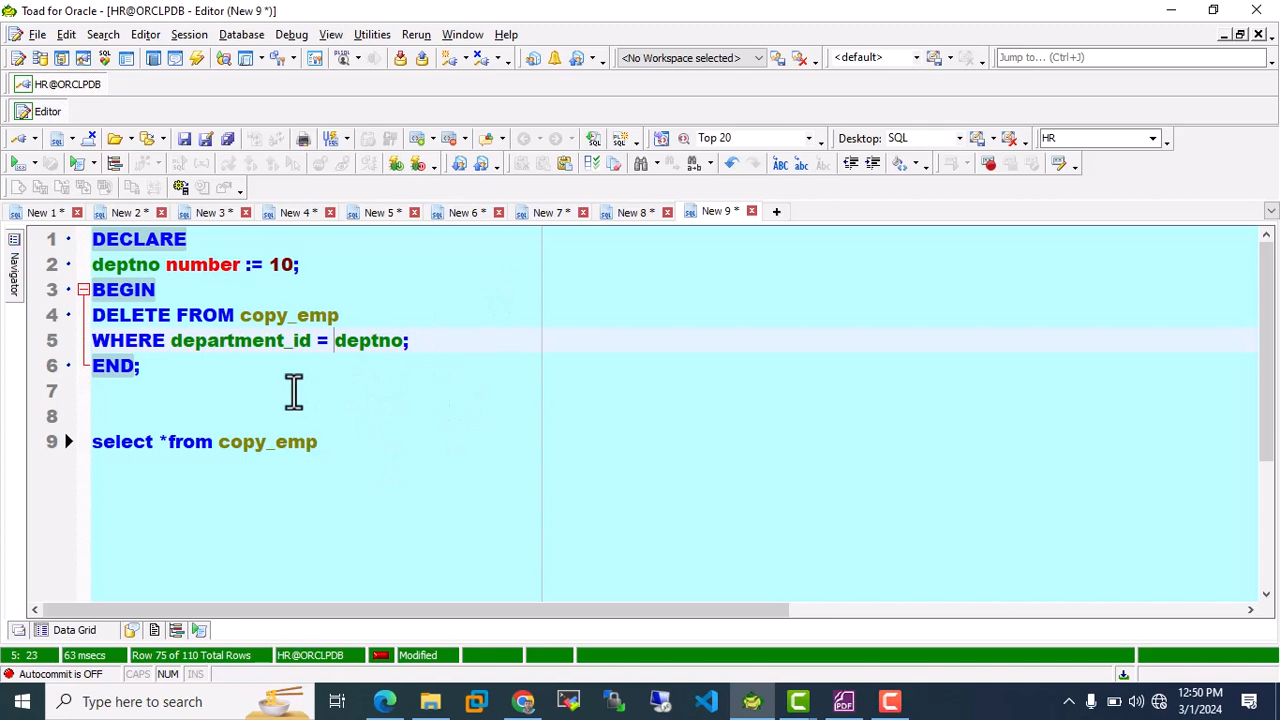 Toad for Oracle - [HR@ORCLPDB - Editor (New 9 *)]
File Edit Search Editor Session Database Debug View Utilities Rerun Window Help
<No Workspace selected> <default> Jump to... (Ctrl+J)
HR@ORCLPDB
Editor
Top 20 Desktop: SQL HR
New 1 * New 2 * New 3 * New 4 * New 5 * New 6 * New 7 * New 8 * New 9 *
Navigator
1 DECLARE
2 deptno number := 10;
3 BEGIN
4 DELETE FROM copy_emp
5 WHERE department_id = deptno;
6 END;
7
8
9 select *from copy_emp
Data Grid
5: 23 63 msecs Row 75 of 110 Total Rows HR@ORCLPDB Modified
Autocommit is OFF CAPS NUM INS
Type here to search
12:50 PM
3/1/2024